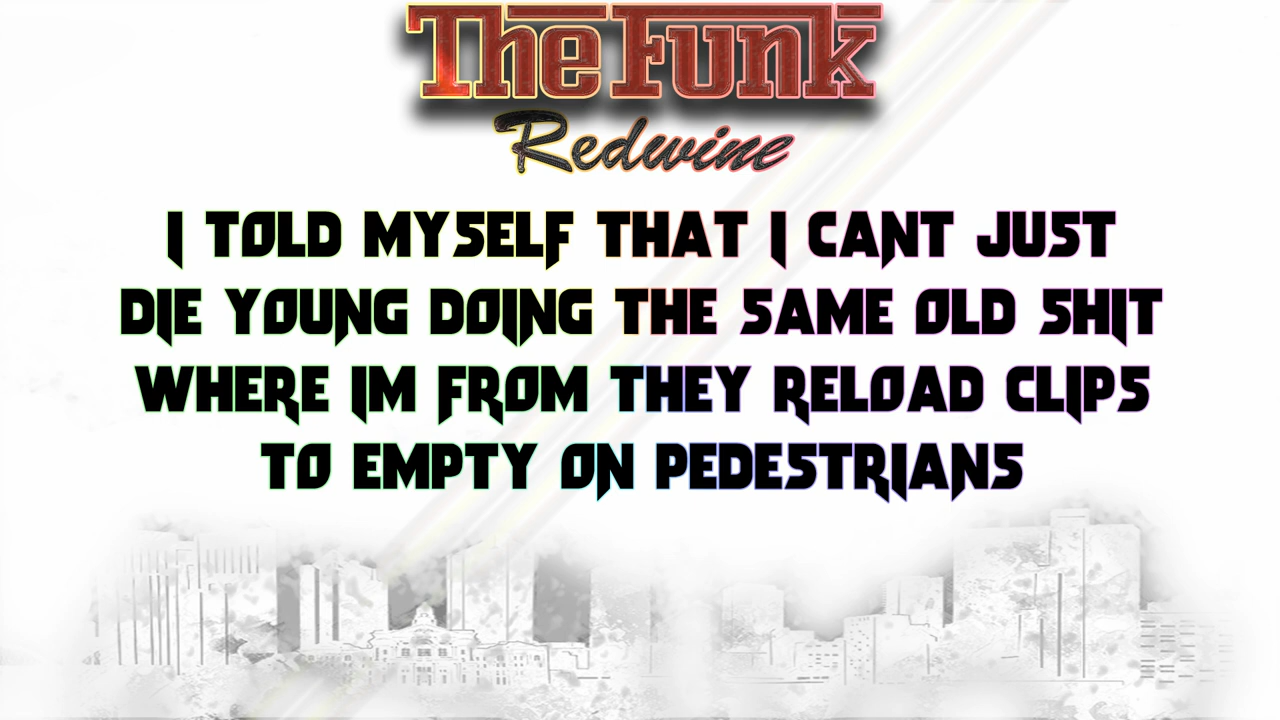 The Funk
Redwine
I TOLD MYSELF THAT I CANT JUST
DIE YOUNG DOING THE SAME OLD SHIT
WHERE IM FROM THEY RELOAD CLIPS
TO EMPTY ON PEDESTRIANS